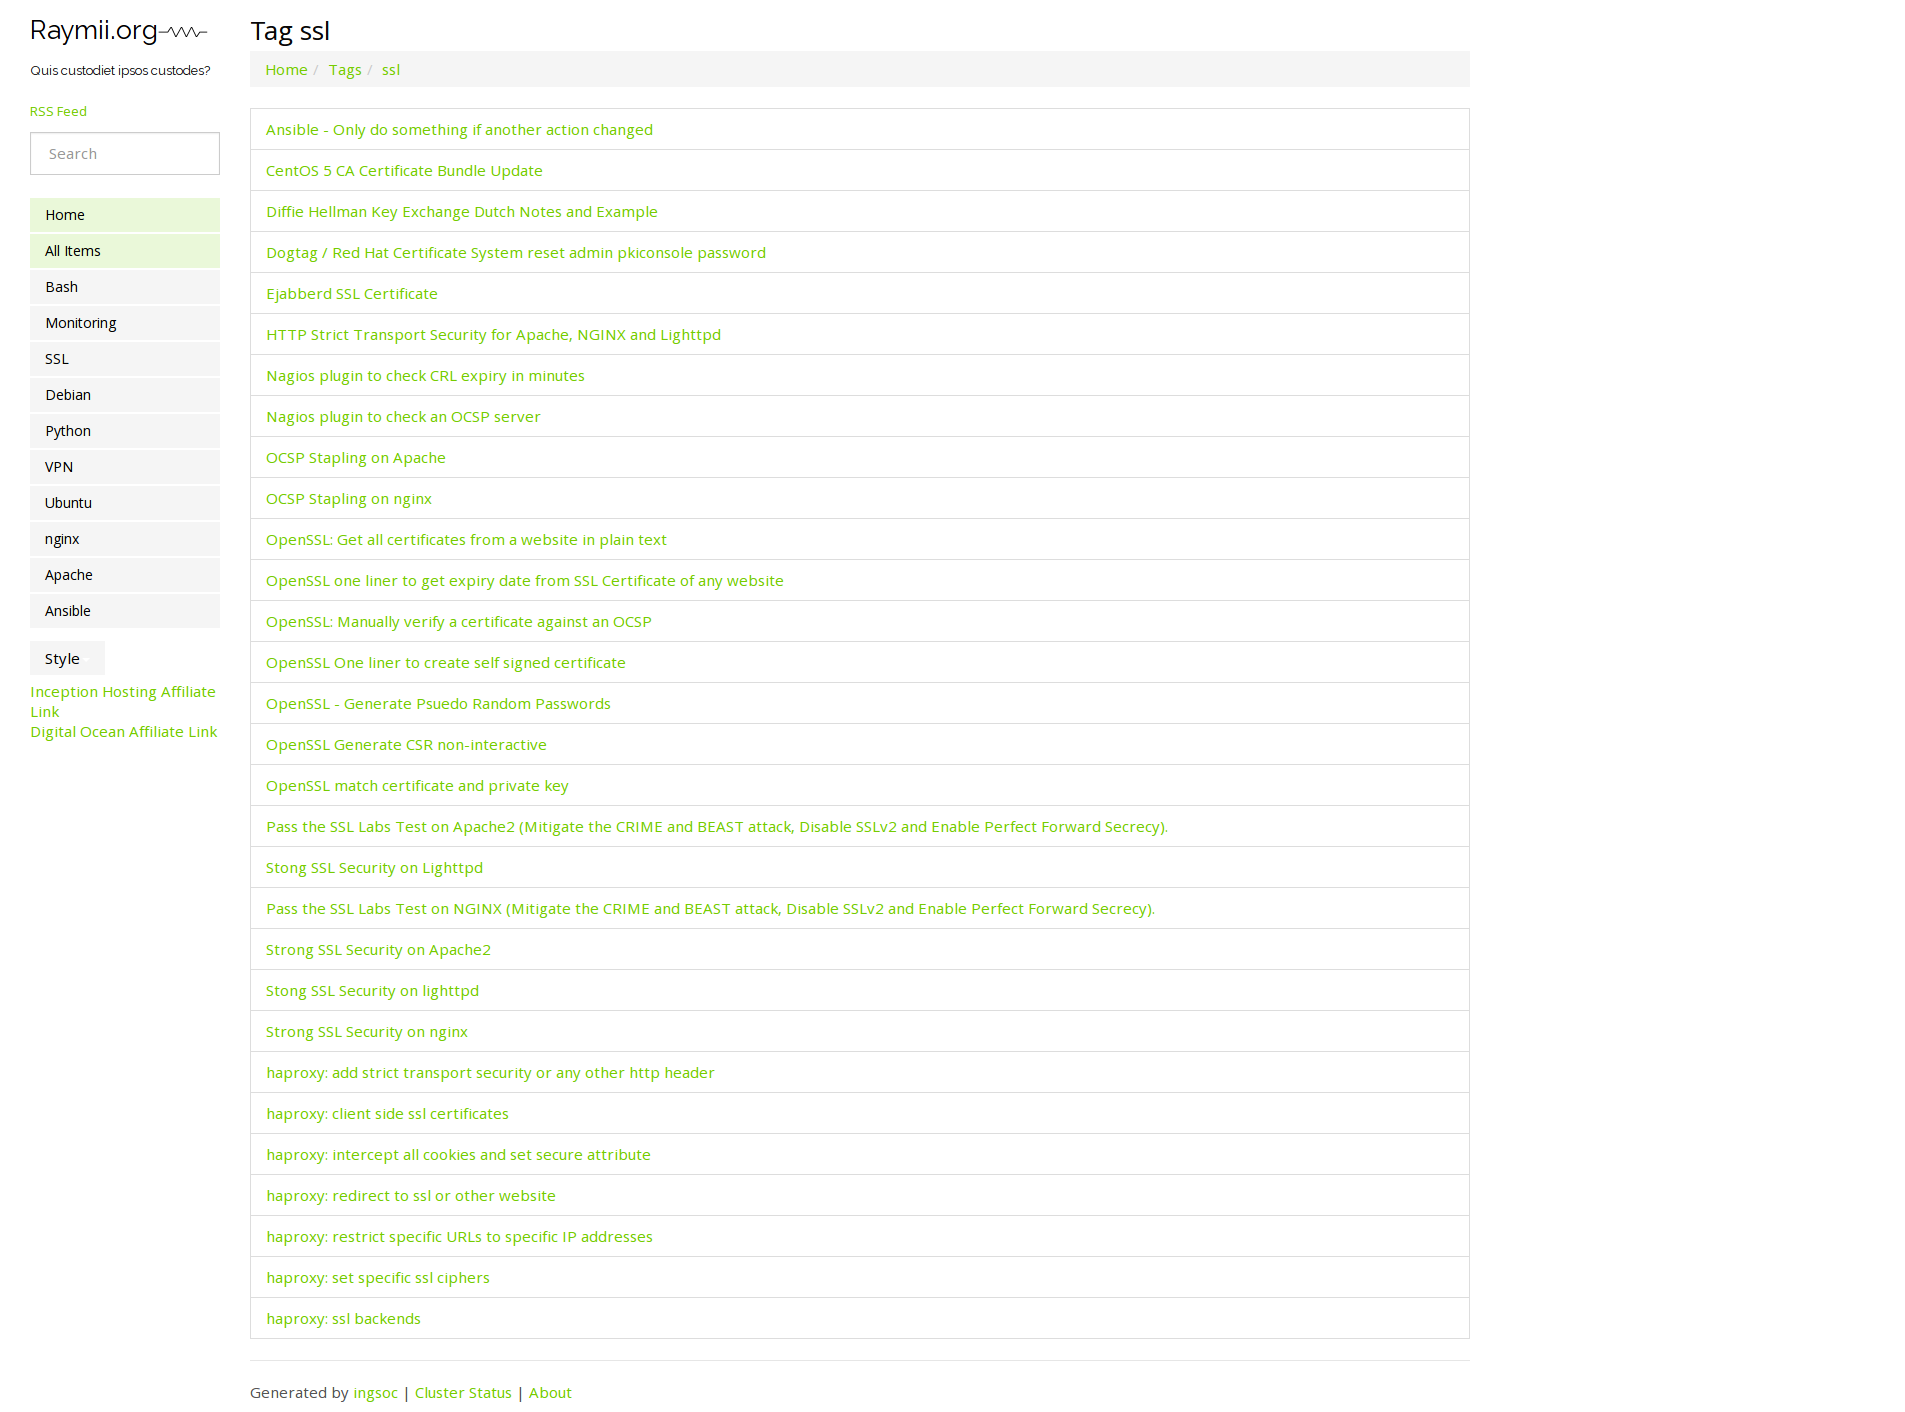 Raymii.org
Quis custodiet ipsos custodes?
RSS Feed
Search
Home
All Items
Bash
Monitoring
SSL
Debian
Python
VPN
Ubuntu
nginx
Apache
Ansible
Style
Inception Hosting Affiliate
Link
Digital Ocean Affiliate Link
Tag ssl
Home / Tags / ssl
Ansible - Only do something if another action changed
CentOS 5 CA Certificate Bundle Update
Diffie Hellman Key Exchange Dutch Notes and Example
Dogtag / Red Hat Certificate System reset admin pkiconsole password
Ejabberd SSL Certificate
HTTP Strict Transport Security for Apache, NGINX and Lighttpd
Nagios plugin to check CRL expiry in minutes
Nagios plugin to check an OCSP server
OCSP Stapling on Apache
OCSP Stapling on nginx
OpenSSL: Get all certificates from a website in plain text
OpenSSL one liner to get expiry date from SSL Certificate of any website
OpenSSL: Manually verify a certificate against an OCSP
OpenSSL One liner to create self signed certificate
OpenSSL - Generate Psuedo Random Passwords
OpenSSL Generate CSR non-interactive
OpenSSL match certificate and private key
Pass the SSL Labs Test on Apache2 (Mitigate the CRIME and BEAST attack, Disable SSLv2 and Enable Perfect Forward Secrecy).
Stong SSL Security on Lighttpd
Pass the SSL Labs Test on NGINX (Mitigate the CRIME and BEAST attack, Disable SSLv2 and Enable Perfect Forward Secrecy).
Strong SSL Security on Apache2
Stong SSL Security on lighttpd
Strong SSL Security on nginx
haproxy: add strict transport security or any other http header
haproxy: client side ssl certificates
haproxy: intercept all cookies and set secure attribute
haproxy: redirect to ssl or other website
haproxy: restrict specific URLs to specific IP addresses
haproxy: set specific ssl ciphers
haproxy: ssl backends
Generated by ingsoc | Cluster Status | About